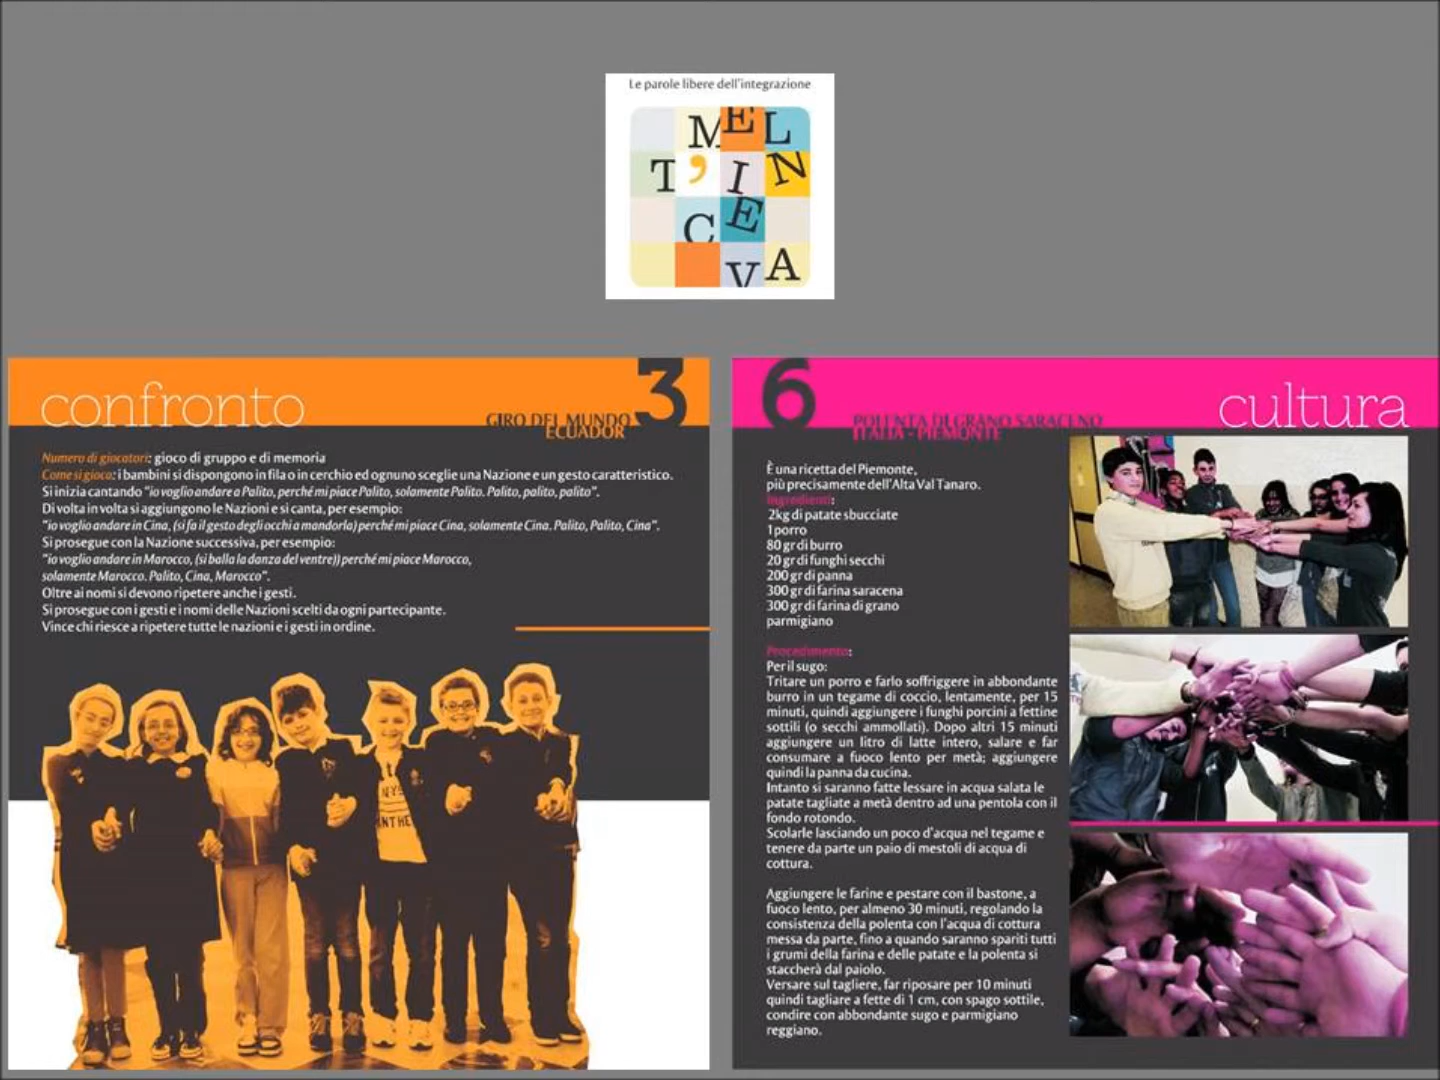 Le parole libere dell'integrazione
M E L
T ' I N
C E
V A
confronto
3
GIRO DEL MUNDO
ECUADOR
Numero di giocatori: gioco di gruppo e di memoria
Come si gioca: i bambini si dispongono in fila o in cerchio ed ognuno sceglie una Nazione e un gesto caratteristico.
Si inizia cantando "io voglio andare a Palito, perché mi piace Palito, solamente Palito. Palito, palito, palito".
Di volta in volta si aggiungono le Nazioni e si canta, per esempio:
"io voglio andare in Cina, (si fa il gesto degli occhi a mandorla) perché mi piace Cina, solamente Cina. Palito, Palito, Cina".
Si prosegue con la Nazione successiva, per esempio:
"io voglio andare in Marocco, (si balla la danza del ventre)) perché mi piace Marocco,
solamente Marocco. Palito, Cina, Marocco".
Oltre ai nomi si devono ripetere anche i gesti.
Si prosegue con i gesti e i nomi delle Nazioni scelti da ogni partecipante.
Vince chi riesce a ripetere tutte le nazioni e i gesti in ordine.
6
POLENTA DI GRANO SARACENO
ITALIA - PIEMONTE
cultura
È una ricetta del Piemonte,
più precisamente dell'Alta Val Tanaro.
Ingredienti:
2kg di patate sbucciate
1 porro
80 gr di burro
20 gr di funghi secchi
200 gr di panna
300 gr di farina saracena
300 gr di farina di grano
parmigiano
Procedimento:
Per il sugo:
Tritare un porro e farlo soffriggere in abbondante
burro in un tegame di coccio, lentamente, per 15
minuti, quindi aggiungere i funghi porcini a fettine
sottili (o secchi ammollati). Dopo altri 15 minuti
aggiungere un litro di latte intero, salare e far
consumare a fuoco lento per metà; aggiungere
quindi la panna da cucina.
Intanto si saranno fatte lessare in acqua salata le
patate tagliate a metà dentro ad una pentola con il
fondo rotondo.
Scolarle lasciando un poco d'acqua nel tegame e
tenere da parte un paio di mestoli di acqua di
cottura.
Aggiungere le farine e pestare con il bastone, a
fuoco lento, per almeno 30 minuti, regolando la
consistenza della polenta con l'acqua di cottura
messa da parte, fino a quando saranno spariti tutti
i grumi della farina e delle patate e la polenta si
staccherà dal paiolo.
Versare sul tagliere, far riposare per 10 minuti
quindi tagliare a fette di 1 cm, con spago sottile,
condire con abbondante sugo e parmigiano
reggiano.